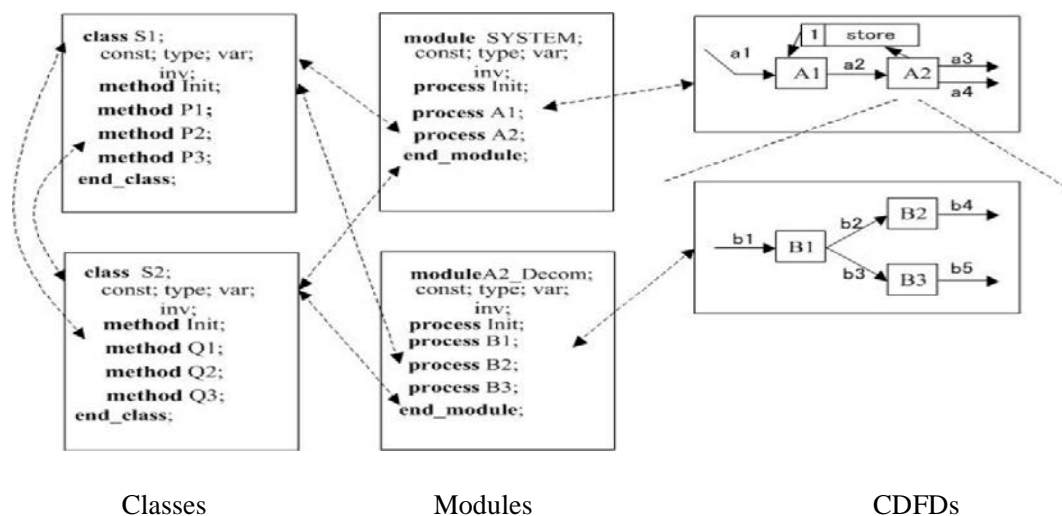 class S1;
const; type; var;
inv;
method Init;
method P1;
method P2;
method P3;
end_class;
module SYSTEM;
const; type; var;
inv;
process Init;
process A1;
process A2;
end_module;
1 store
a1
A1
a2
A2
a3
a4
class S2;
const; type; var;
inv;
method Init;
method Q1;
method Q2;
method Q3;
end_class;
moduleA2_Decom;
const; type; var;
inv;
process Init;
process B1;
process B2;
process B3;
end_module;
b1
B1
b2
B2
b4
b3
B3
b5
Classes
Modules
CDFDs